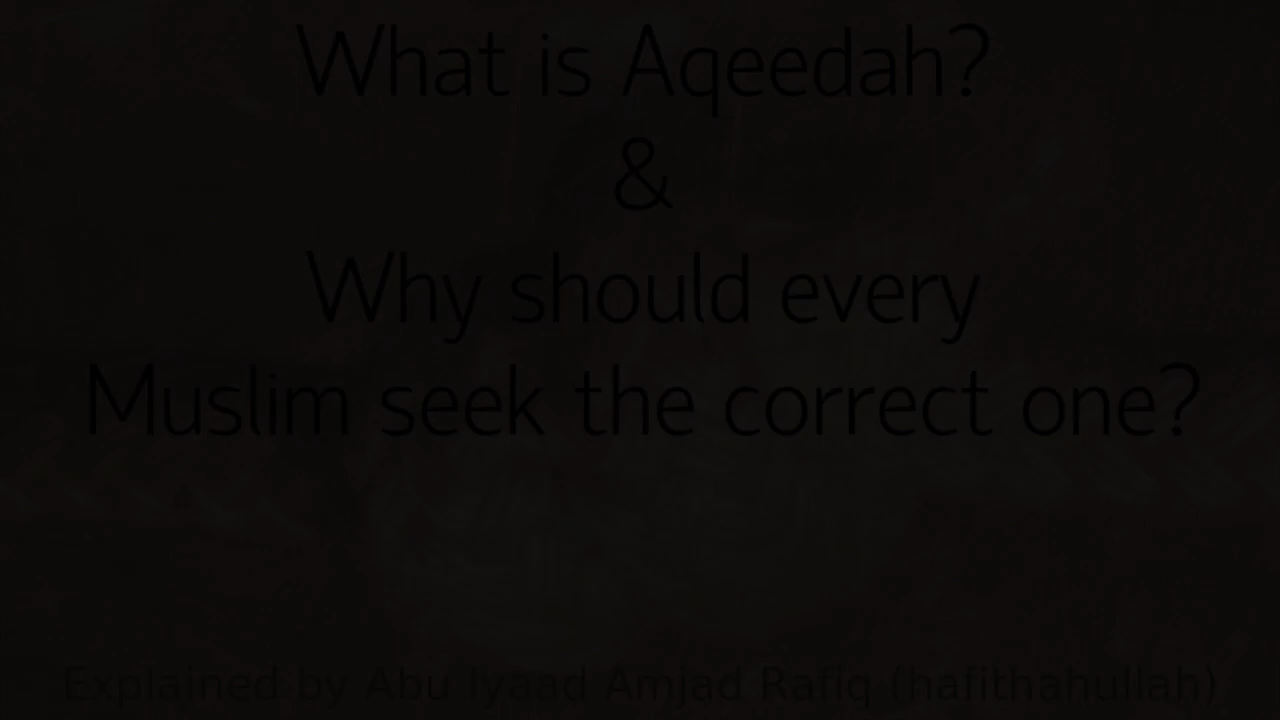 What is Aqeedah?
&
Why should every
Muslim seek the correct one?
Explained by Abu Iyaad Amjad Rafiq (hafithahullah)